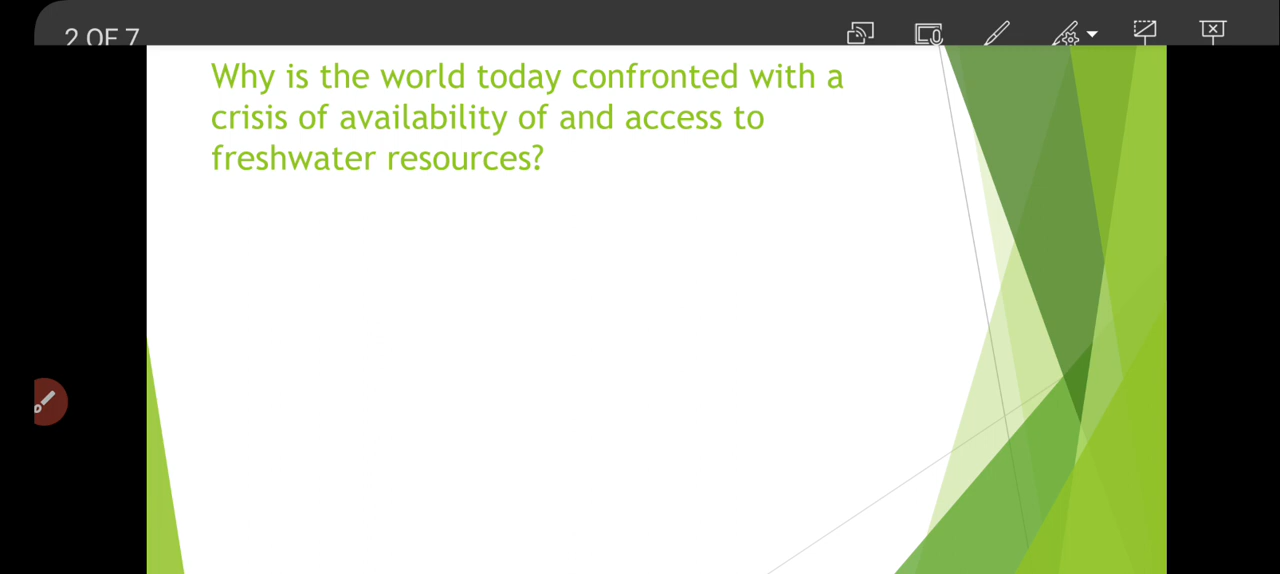 2 OF 7
Why is the world today confronted with a
crisis of availability of and access to
freshwater resources?